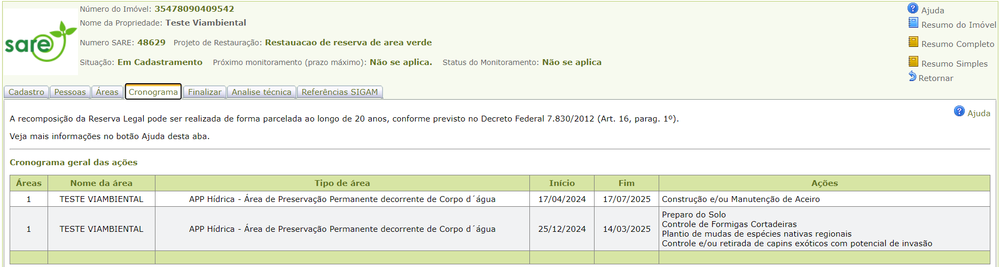 sare
Número do Imóvel: 35478090409542
Nome da Propriedade: Teste Viambiental
Numero SARE: 48629 Projeto de Restauração: Restauacao de reserva de area verde
Situação: Em Cadastramento Próximo monitoramento (prazo máximo): Não se aplica. Status do Monitoramento: Não se aplica
Ajuda
Resumo do Imóvel
Resumo Completo
Resumo Simples
Retornar
Cadastro Pessoas Áreas Cronograma Finalizar Analise técnica Referências SIGAM
Ajuda
A recomposição da Reserva Legal pode ser realizada de forma parcelada ao longo de 20 anos, conforme previsto no Decreto Federal 7.830/2012 (Art. 16, parag. 1º).
Veja mais informações no botão Ajuda desta aba.
Cronograma geral das ações
Áreas Nome da área Tipo de área Início Fim Ações
1 TESTE VIAMBIENTAL APP Hídrica - Área de Preservação Permanente decorrente de Corpo d´água 17/04/2024 17/07/2025 Construção e/ou Manutenção de Aceiro
1 TESTE VIAMBIENTAL APP Hídrica - Área de Preservação Permanente decorrente de Corpo d´água 25/12/2024 14/03/2025 Preparo do Solo
Controle de Formigas Cortadeiras
Plantio de mudas de espécies nativas regionais
Controle e/ou retirada de capins exóticos com potencial de invasão